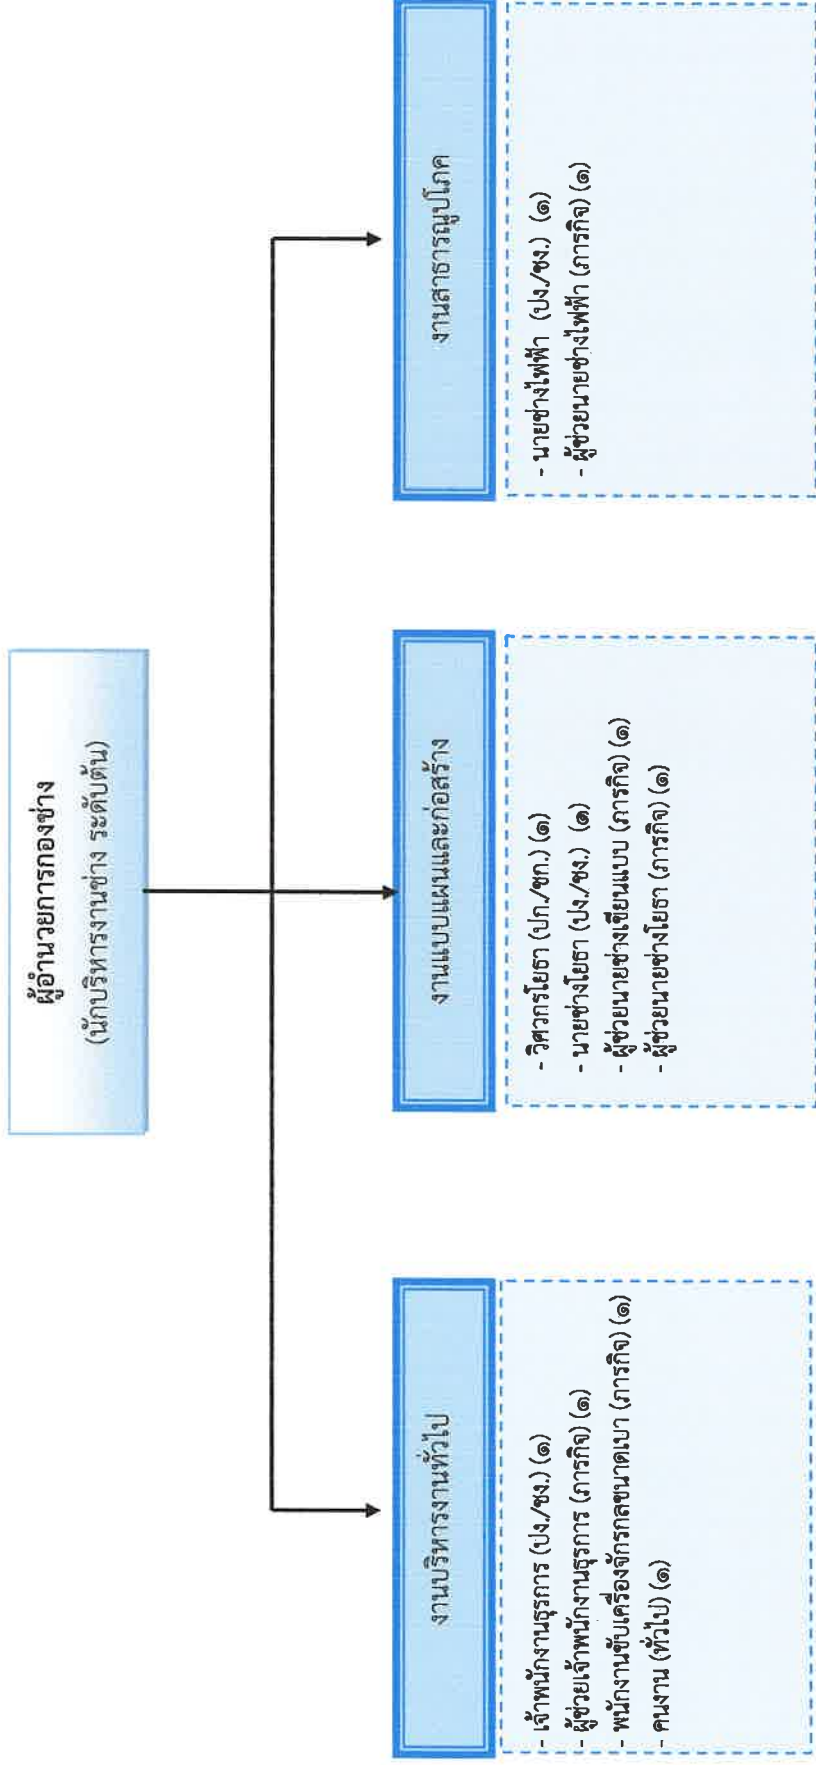 ผู้อำนวยการกองช่าง
(นักบริหารงานช่าง ระดับต้น)
งานบริหารงานทั่วไป
- เจ้าพนักงานธุรการ (ปง./ชง.) (๑)
- ผู้ช่วยเจ้าพนักงานธุรการ (ภารกิจ) (๑)
- พนักงานขับเครื่องจักรกลขนาดเบา (ภารกิจ) (๑)
- คนงาน (ทั่วไป) (๑)
งานแบบแผนและก่อสร้าง
- วิศวกรโยธา (ปก./ชก.) (๑)
- นายช่างโยธา (ปง./ชง.) (๑)
- ผู้ช่วยนายช่างเขียนแบบ (ภารกิจ) (๑)
- ผู้ช่วยนายช่างโยธา (ภารกิจ) (๑)
งานสาธารณูปโภค
- นายช่างไฟฟ้า (ปง./ชง.) (๑)
- ผู้ช่วยนายช่างไฟฟ้า (ภารกิจ) (๑)